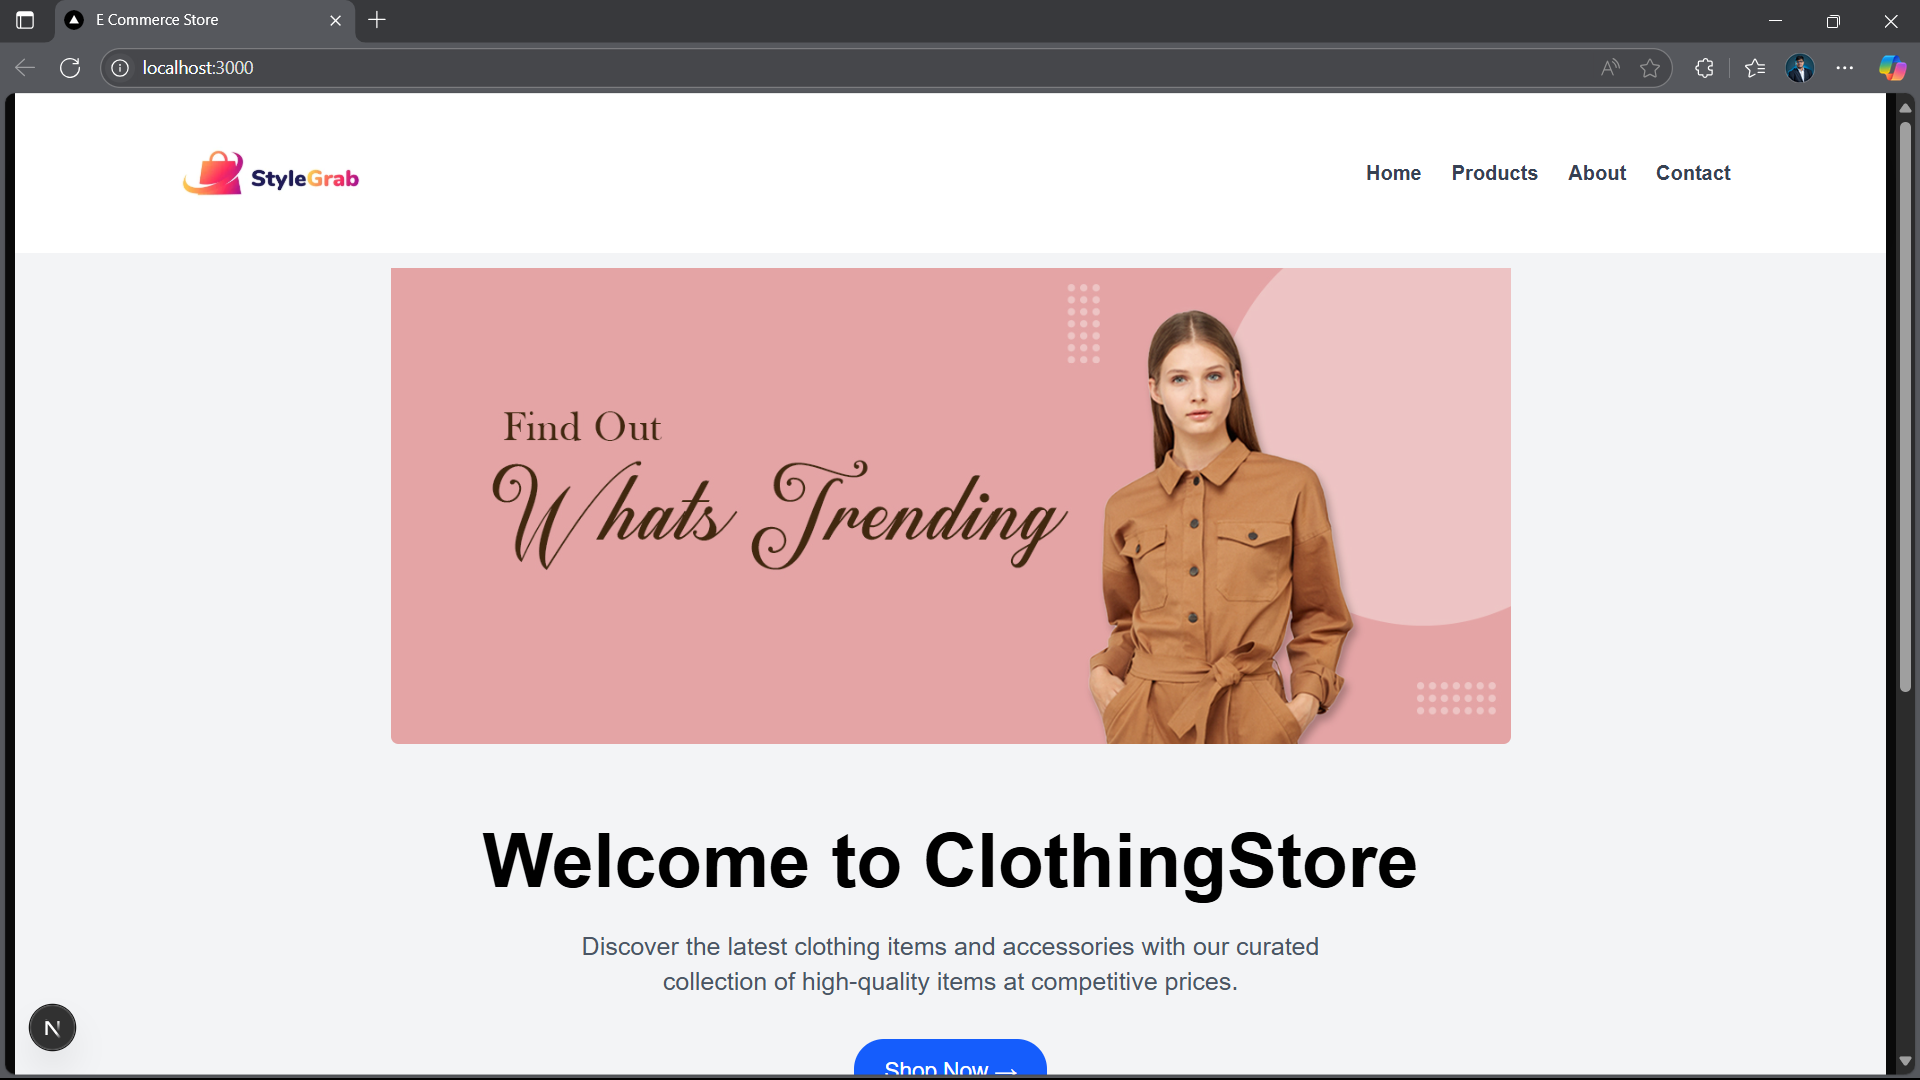 E Commerce Store
localhost:3000
StyleGrab
Home Products About Contact
Find Out
Whats Trending
Welcome to ClothingStore
Discover the latest clothing items and accessories with our curated
collection of high-quality items at competitive prices.
N
Shop Now →